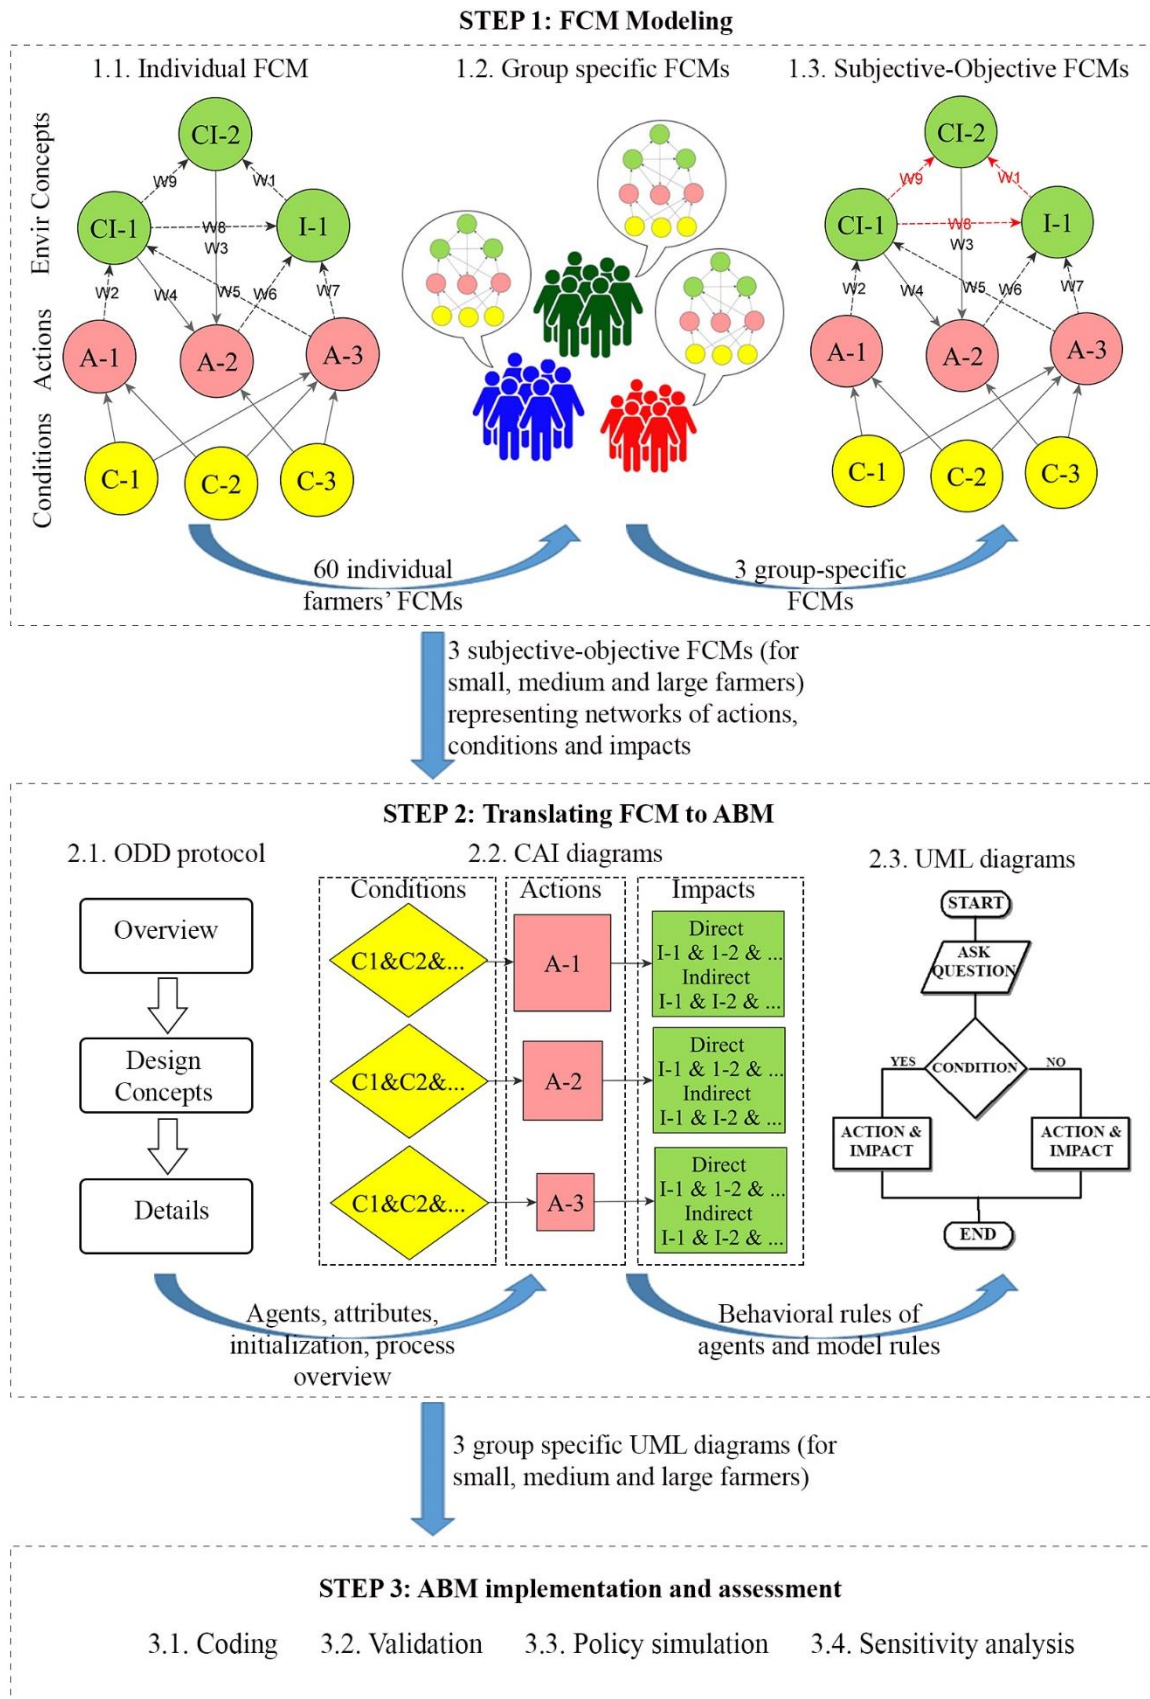 STEP 1: FCM Modeling
1.1. Individual FCM
1.2. Group specific FCMs
1.3. Subjective-Objective FCMs
Envir Concepts
Actions
Conditions
CI-2
W9
W1
CI-1
W8
I-1
W3
W2
W4
W5
W6
W7
A-1
A-2
A-3
C-1
C-2
C-3
CI-2
W9
W1
CI-1
W8
I-1
W3
W2
W4
W5
W6
W7
A-1
A-2
A-3
C-1
C-2
C-3
60 individual
farmers’ FCMs
3 group-specific
FCMs
3 subjective-objective FCMs (for
small, medium and large farmers)
representing networks of actions,
conditions and impacts
STEP 2: Translating FCM to ABM
2.1. ODD protocol
2.2. CAI diagrams
2.3. UML diagrams
Overview
Design
Concepts
Details
Conditions
Actions
Impacts
C1&C2&...
A-1
Direct
I-1 & 1-2 & ...
Indirect
I-1 & I-2 & ...
C1&C2&...
A-2
Direct
I-1 & 1-2 & ...
Indirect
I-1 & I-2 & ...
C1&C2&...
A-3
Direct
I-1 & 1-2 & ...
Indirect
I-1 & I-2 & ...
START
ASK
QUESTION
YES
CONDITION
NO
ACTION &
IMPACT
ACTION &
IMPACT
END
Agents, attributes,
initialization, process
overview
Behavioral rules of
agents and model rules
3 group specific UML diagrams (for
small, medium and large farmers)
STEP 3: ABM implementation and assessment
3.1. Coding
3.2. Validation
3.3. Policy simulation
3.4. Sensitivity analysis